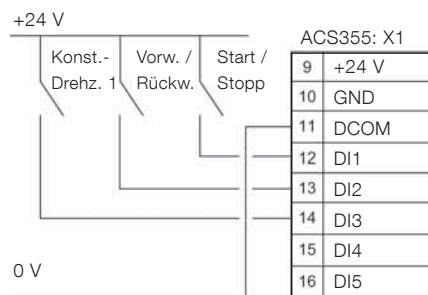 +24 V
Konst.-
Drehz. 1
Vorw. /
Rückw.
Start /
Stopp
0 V
ACS355: X1
9 +24 V
10 GND
11 DCOM
12 DI1
13 DI2
14 DI3
15 DI4
16 DI5